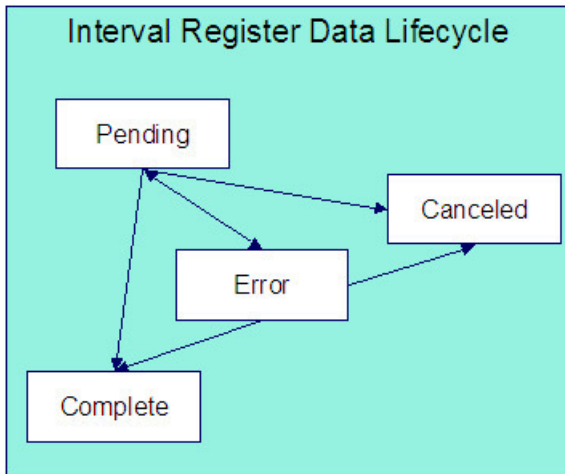 Interval Register Data Lifecycle
Pending
Canceled
Error
Complete